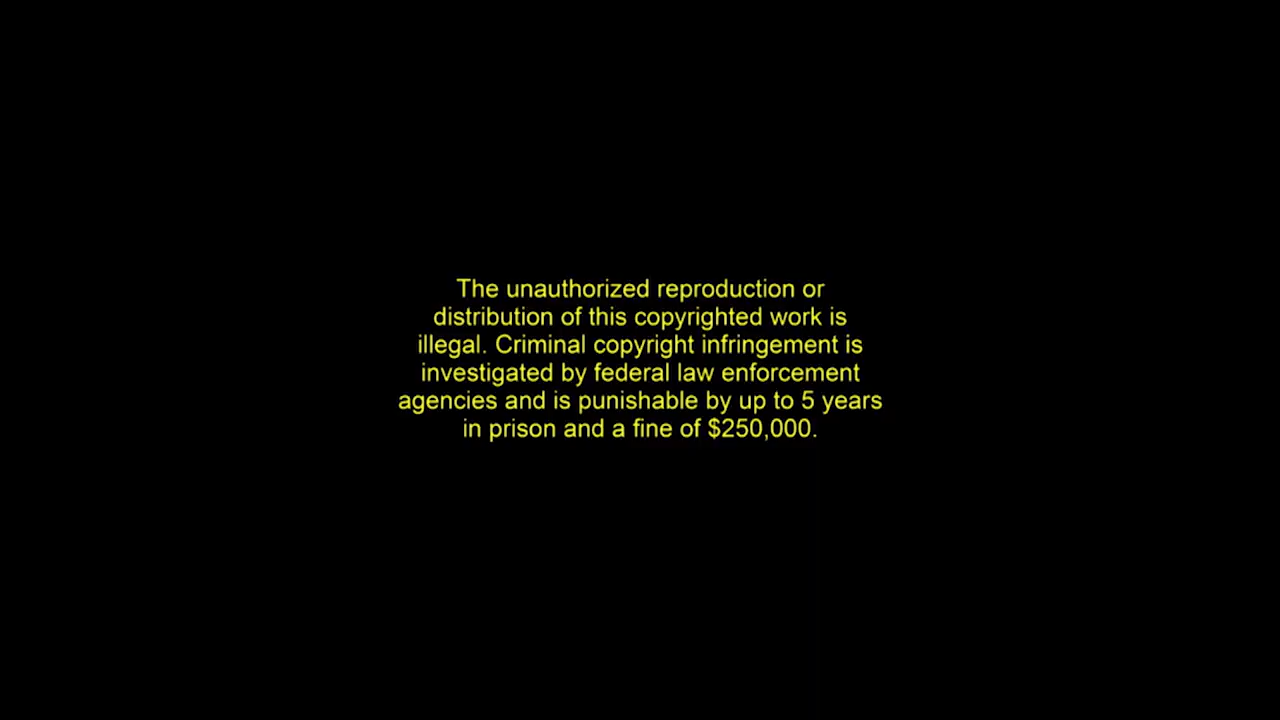 The unauthorized reproduction or
distribution of this copyrighted work is
illegal. Criminal copyright infringement is
investigated by federal law enforcement
agencies and is punishable by up to 5 years
in prison and a fine of $250,000.